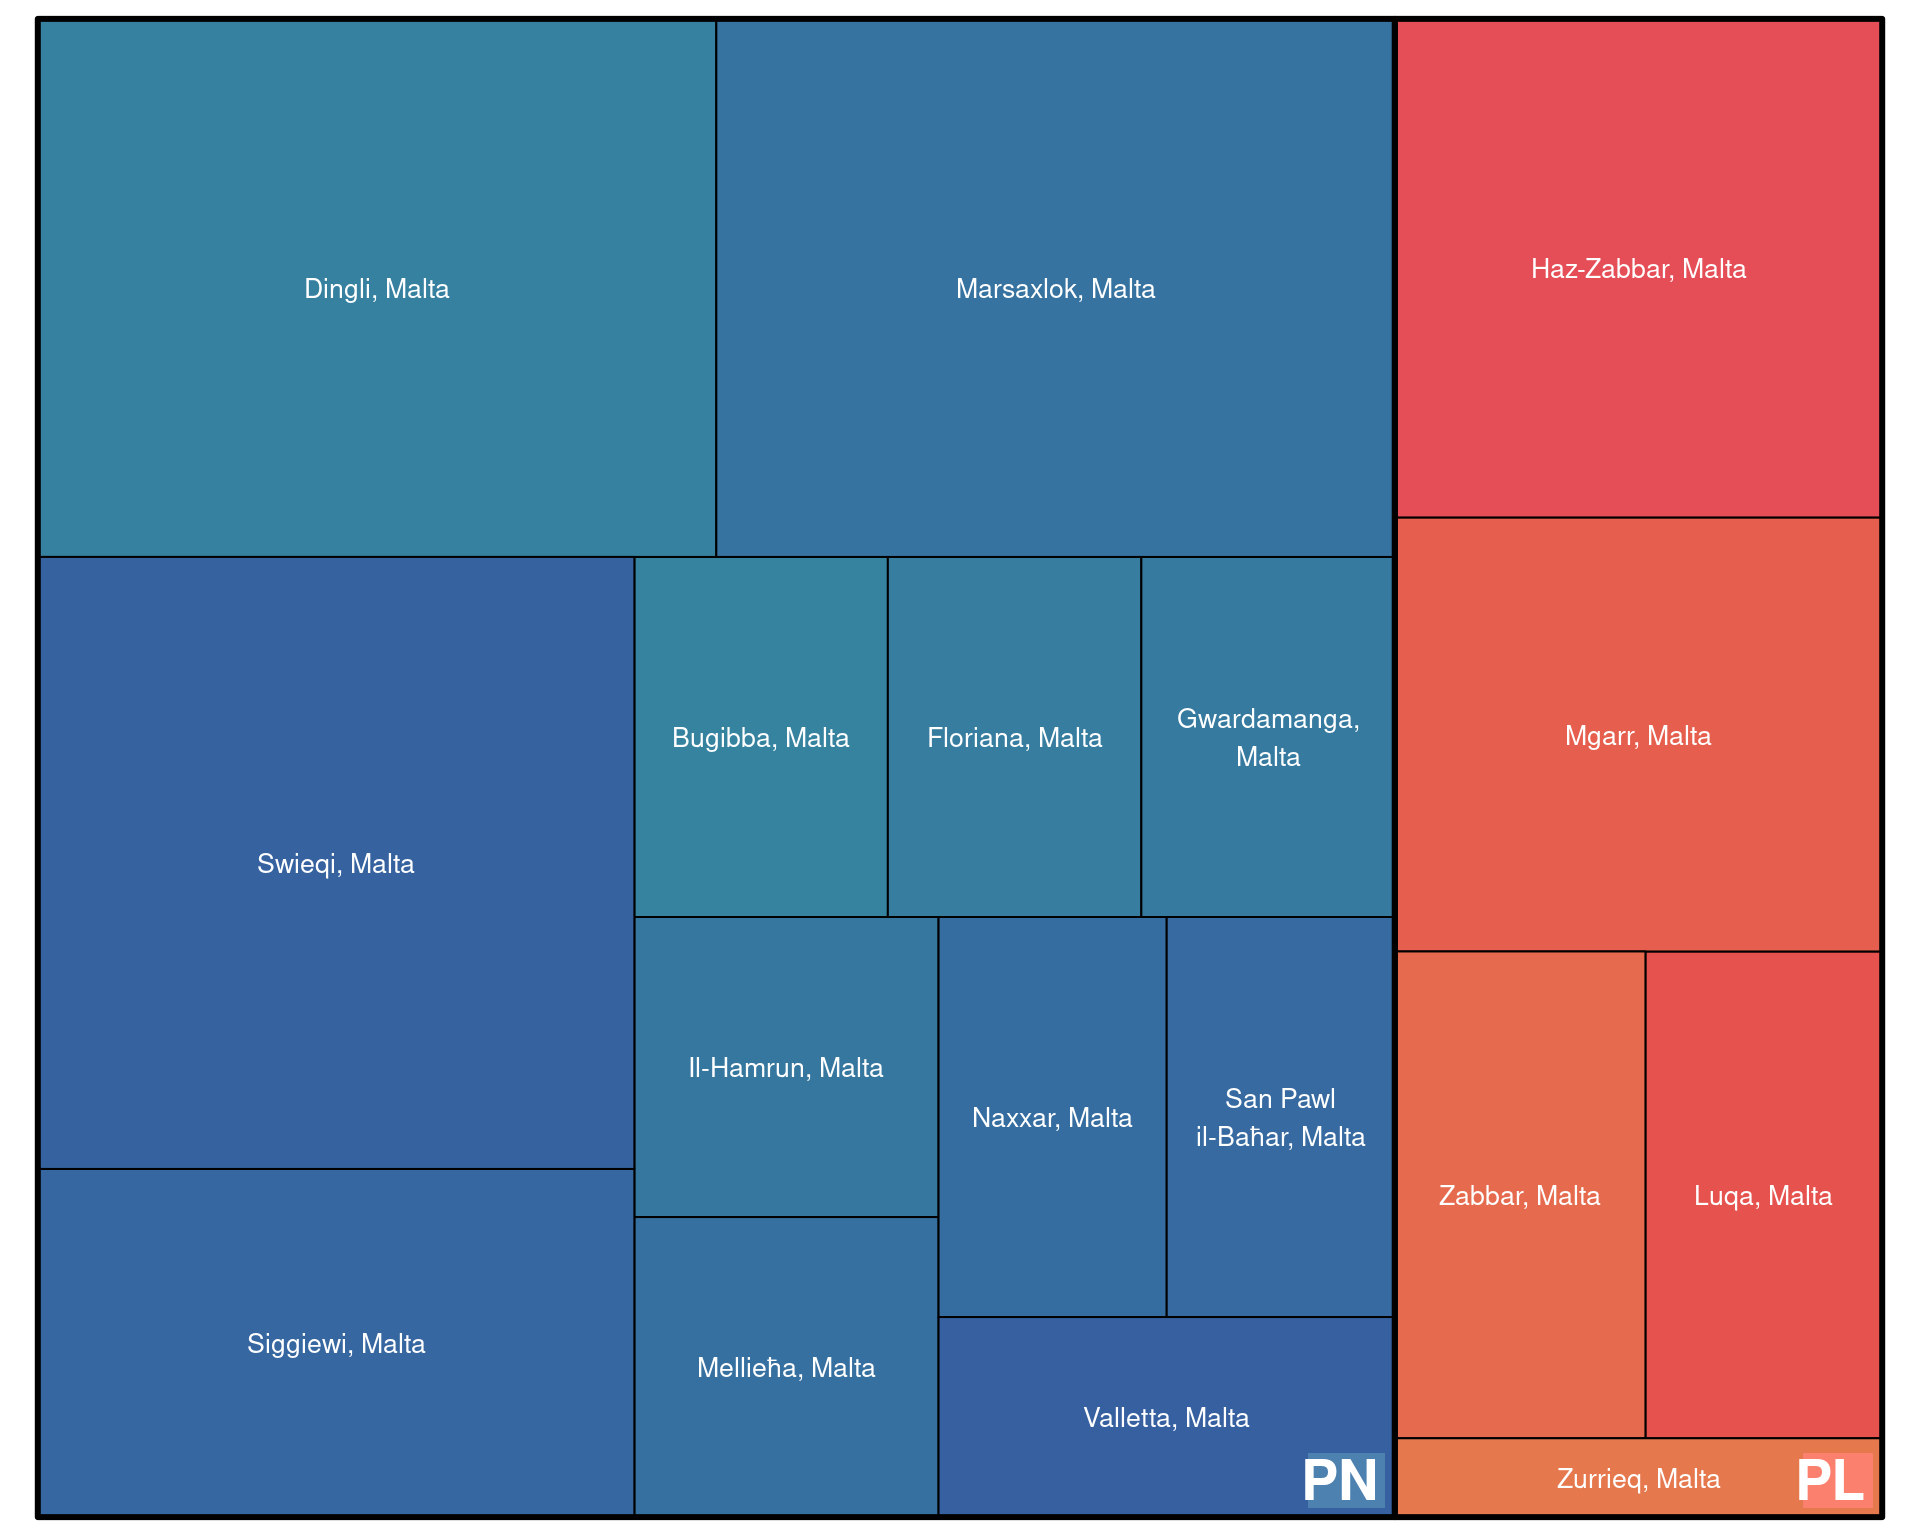 Dingli, Malta
Marsaxlok, Malta
Haz-Zabbar, Malta
Mgarr, Malta
Swieqi, Malta
Bugibba, Malta
Floriana, Malta
Gwardamanga,
Malta
Il-Hamrun, Malta
Naxxar, Malta
San Pawl
il-Baħar, Malta
Zabbar, Malta
Luqa, Malta
Siggiewi, Malta
Mellieħa, Malta
Valletta, Malta
PN
Zurrieq, Malta
PL